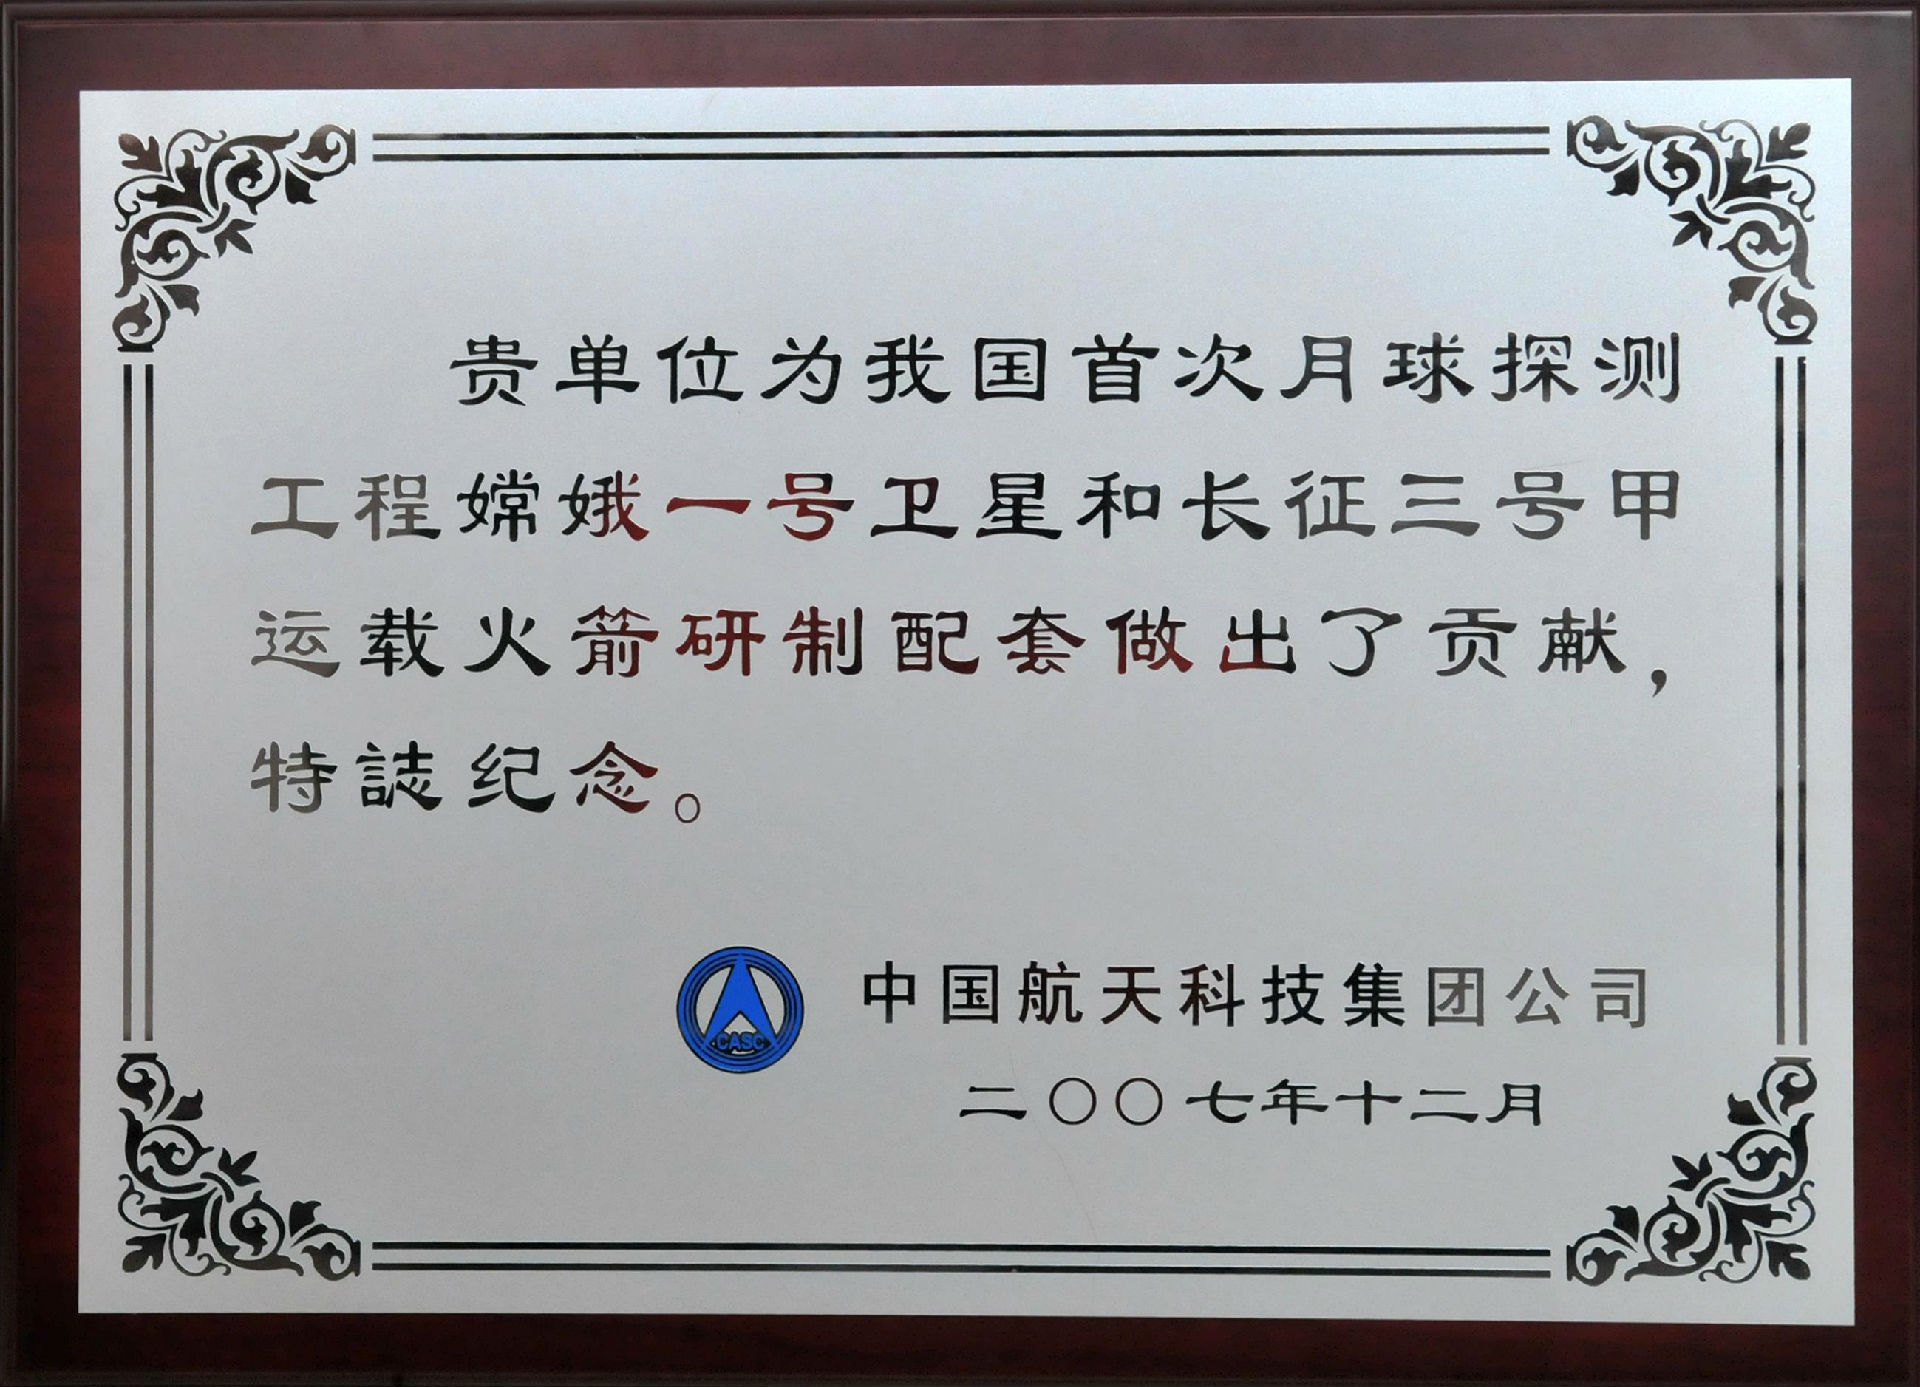 贵单位为我国首次月球探测
工程嫦娥一号卫星和长征三号甲
运载火箭研制配套做出了贡献，
特誌纪念。
CASC
中国航天科技集团公司
二〇〇七年十二月